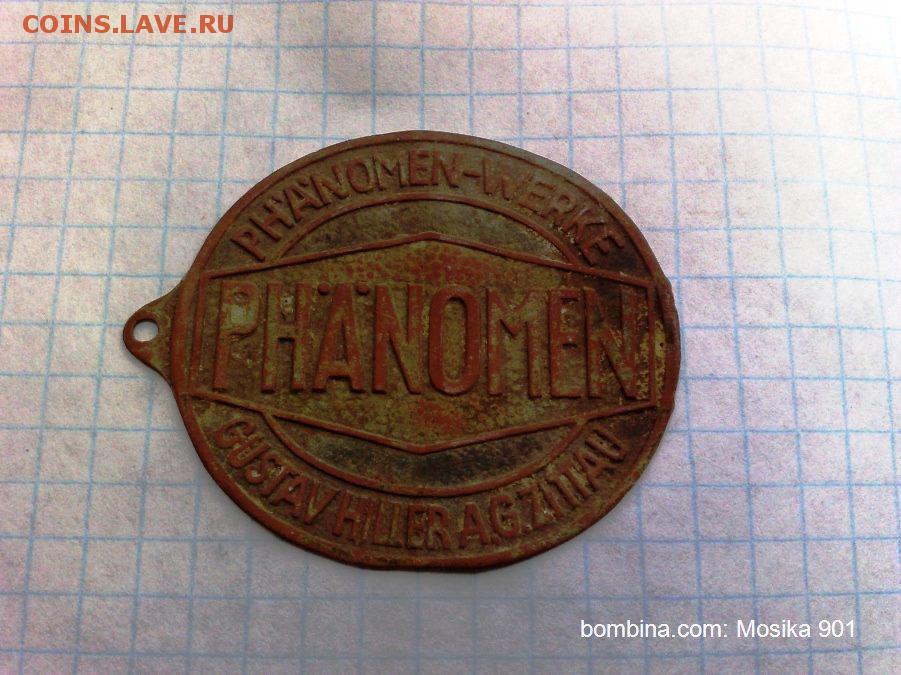 COINS.LAVE.RU
PHÄNOMEN-WERKE
PHÄNOMEN
GUSTAV HILLER A.G. ZITTAU
bombina.com: Mosika 901